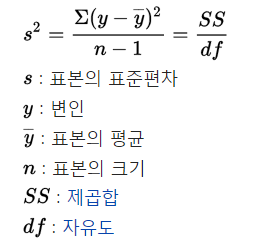 s² = Σ(y − ȳ)² / n − 1 = SS / df
s : 표본의 표준편차
y : 변인
ȳ : 표본의 평균
n : 표본의 크기
SS : 제곱합
df : 자유도